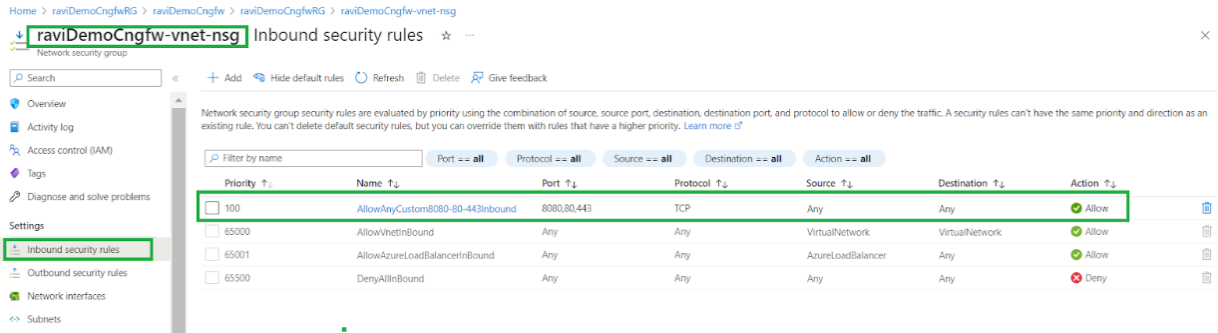 Home > raviDemoCngfwRG > raviDemoCngfw > raviDemoCngfwRG > raviDemoCngfw-vnet-nsg
raviDemoCngfw-vnet-nsg Inbound security rules
Network security group
Search
Add Hide default rules Refresh Delete Give feedback
Overview
Activity log
Access control (IAM)
Tags
Diagnose and solve problems
Settings
Inbound security rules
Outbound security rules
Network interfaces
Subnets
Network security group security rules are evaluated by priority using the combination of source, source port, destination, destination port, and protocol to allow or deny the traffic. A security rules can't have the same priority and direction as an
existing rule. You can't delete default security rules, but you can override them with rules that have a higher priority. Learn more
Filter by name Port == all Protocol == all Source == all Destination == all Action == all
Priority Name Port Protocol Source Destination Action
100 AllowAnyCustom8080-80-443Inbound 8080,80,443 TCP Any Any Allow
65000 AllowVnetInBound Any Any VirtualNetwork VirtualNetwork Allow
65001 AllowAzureLoadBalancerInBound Any Any AzureLoadBalancer Any Allow
65500 DenyAllInBound Any Any Any Any Deny